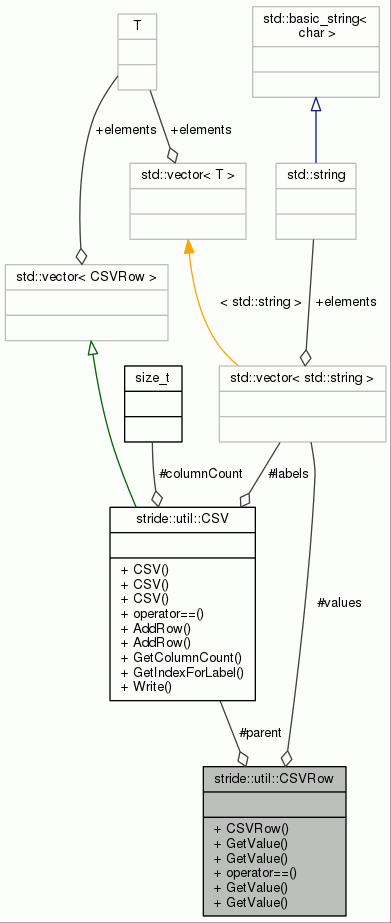 T
std::basic_string<
char >
+elements
+elements
std::vector< T >
std::string
std::vector< CSVRow >
< std::string >
+elements
size_t
std::vector< std::string >
#columnCount
#labels
stride::util::CSV
+ CSV()
+ CSV()
+ CSV()
+ operator==()
+ AddRow()
+ AddRow()
+ GetColumnCount()
+ GetIndexForLabel()
+ Write()
#values
#parent
stride::util::CSVRow
+ CSVRow()
+ GetValue()
+ GetValue()
+ operator==()
+ GetValue()
+ GetValue()